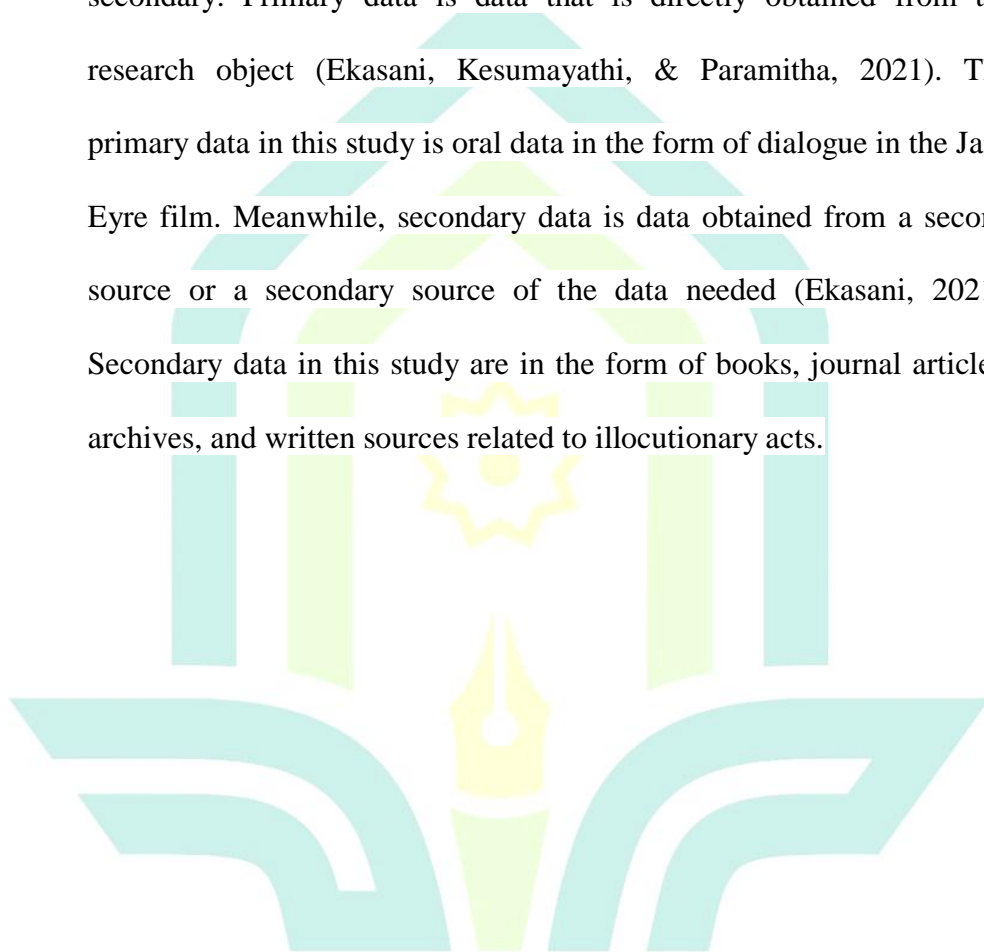 secondary. Primary data is data that is directly obtained from
research object (Ekasani, Kesumayathi, & Paramitha, 2021).
primary data in this study is oral data in the form of dialogue in the
Eyre film. Meanwhile, secondary data is data obtained from a
source or a secondary source of the data needed (Ekasani,
Secondary data in this study are in the form of books, journal
archives, and written sources related to illocutionary acts.